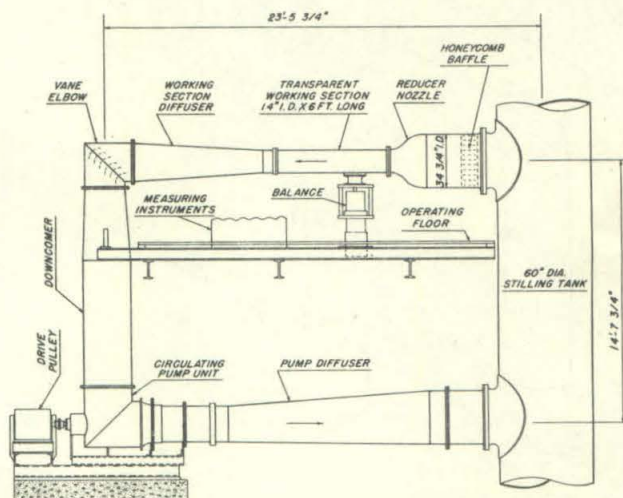 23'-5 3/4"
HONEYCOMB
BAFFLE
VANE
ELBOW
WORKING
SECTION
DIFFUSER
TRANSPARENT
WORKING SECTION
14" I.D. X 6 FT. LONG
REDUCER
NOZZLE
34 3/4" I.D.
MEASURING
INSTRUMENTS
BALANCE
OPERATING
FLOOR
DOWNCOMER
60" DIA.
STILLING TANK
14'-7 3/4"
DRIVE
PULLEY
CIRCULATING
PUMP UNIT
PUMP DIFFUSER